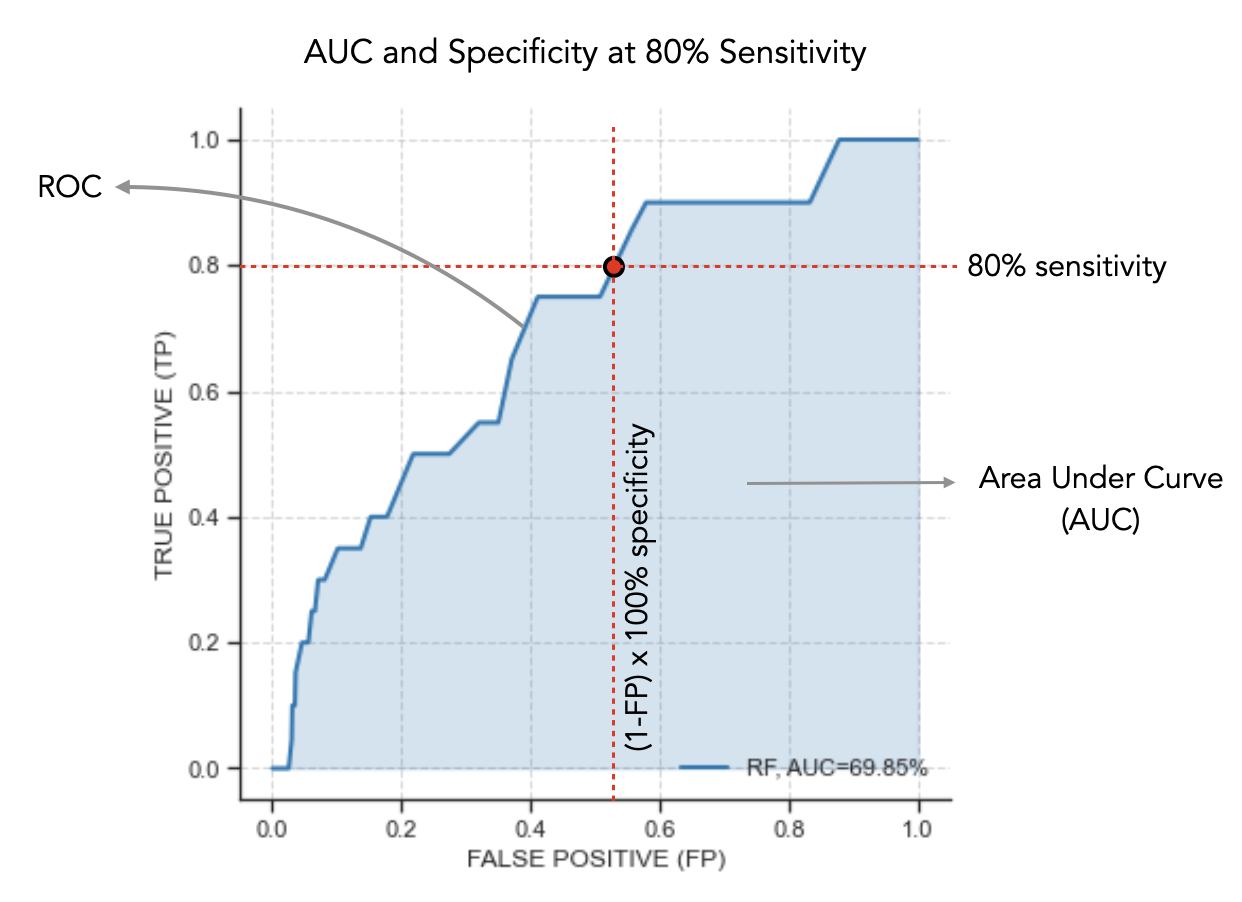 AUC and Specificity at 80% Sensitivity
ROC
1.0
0.8
0.6
0.4
0.2
0.0
TRUE POSITIVE (TP)
80% sensitivity
(1-FP) x 100% specificity
Area Under Curve
(AUC)
RF, AUC=69.85%
0.0 0.2 0.4 0.6 0.8 1.0
FALSE POSITIVE (FP)